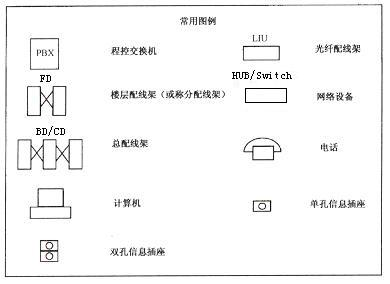 常用图例
PBX 程控交换机
LIU 光纤配线架
FD 楼层配线架（或称分配线架）
HUB/Switch 网络设备
BD/CD 总配线架
电话
计算机
单孔信息插座
双孔信息插座